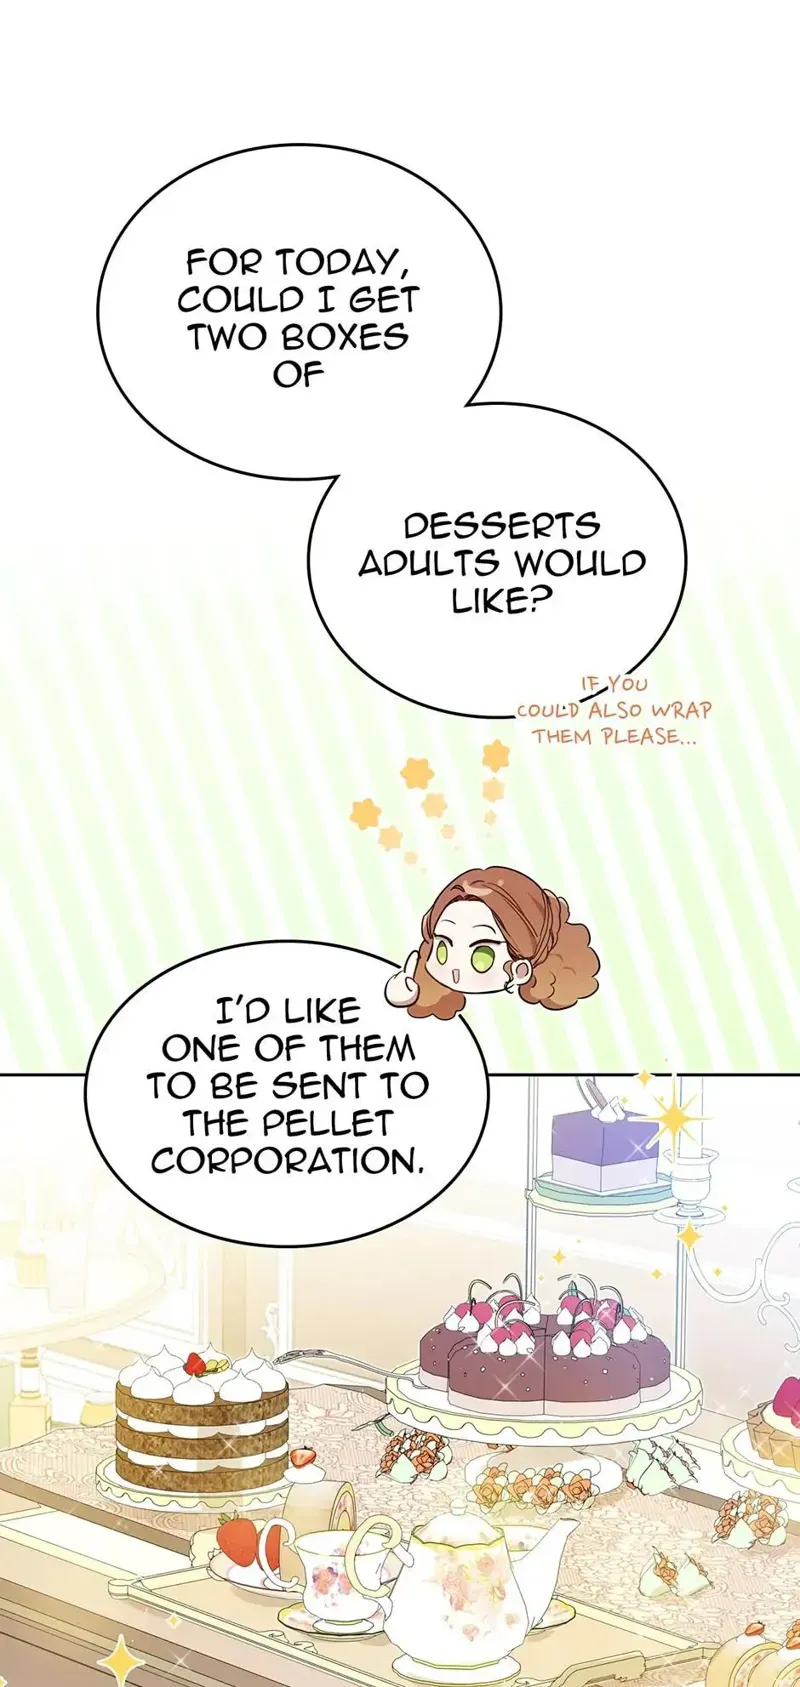 FOR TODAY,
COULD I GET
TWO BOXES
OF
DESSERTS
ADULTS WOULD
LIKE?
IF YOU
COULD ALSO WRAP
THEM PLEASE...
I'D LIKE
ONE OF THEM
TO BE SENT TO
THE PELLET
CORPORATION.